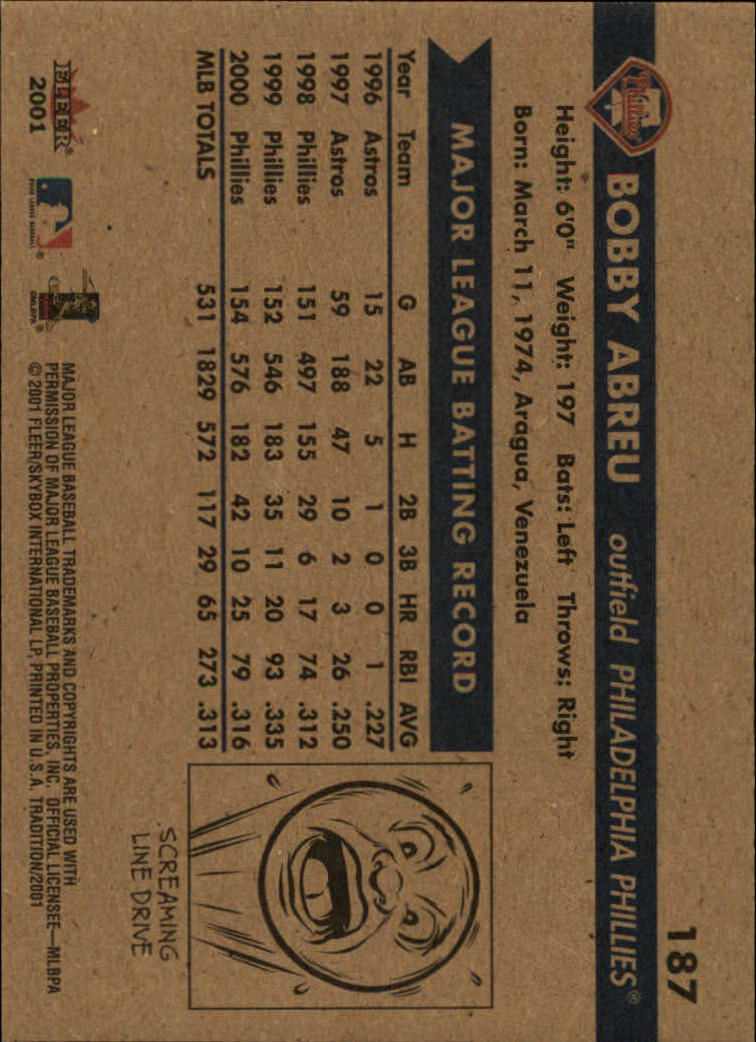 187
Phillies
BOBBY ABREU outfield PHILADELPHIA PHILLIES®
Height: 6'0" Weight: 197 Bats: Left Throws: Right
Born: March 11, 1974, Aragua, Venezuela
MAJOR LEAGUE BATTING RECORD
Year Team G AB H 2B 3B HR RBI AVG
1996 Astros 15 22 5 1 0 0 1 .227
1997 Astros 59 188 47 10 2 3 26 .250
1998 Phillies 151 497 155 29 6 17 74 .312
1999 Phillies 152 546 183 35 11 20 93 .335
2000 Phillies 154 576 182 42 10 25 79 .316
MLB TOTALS 531 1829 572 117 29 65 273 .313
SCREAMING
LINE DRIVE
FLEER®
2001
MAJOR LEAGUE BASEBALL®
©MLBPA
MAJOR LEAGUE BASEBALL TRADEMARKS AND COPYRIGHTS ARE USED WITH
PERMISSION OF MAJOR LEAGUE BASEBALL PROPERTIES, INC. OFFICIAL LICENSEE—MLBPA
© 2001 FLEER/SKYBOX INTERNATIONAL LP, PRINTED IN U.S.A. TRADITION/2001